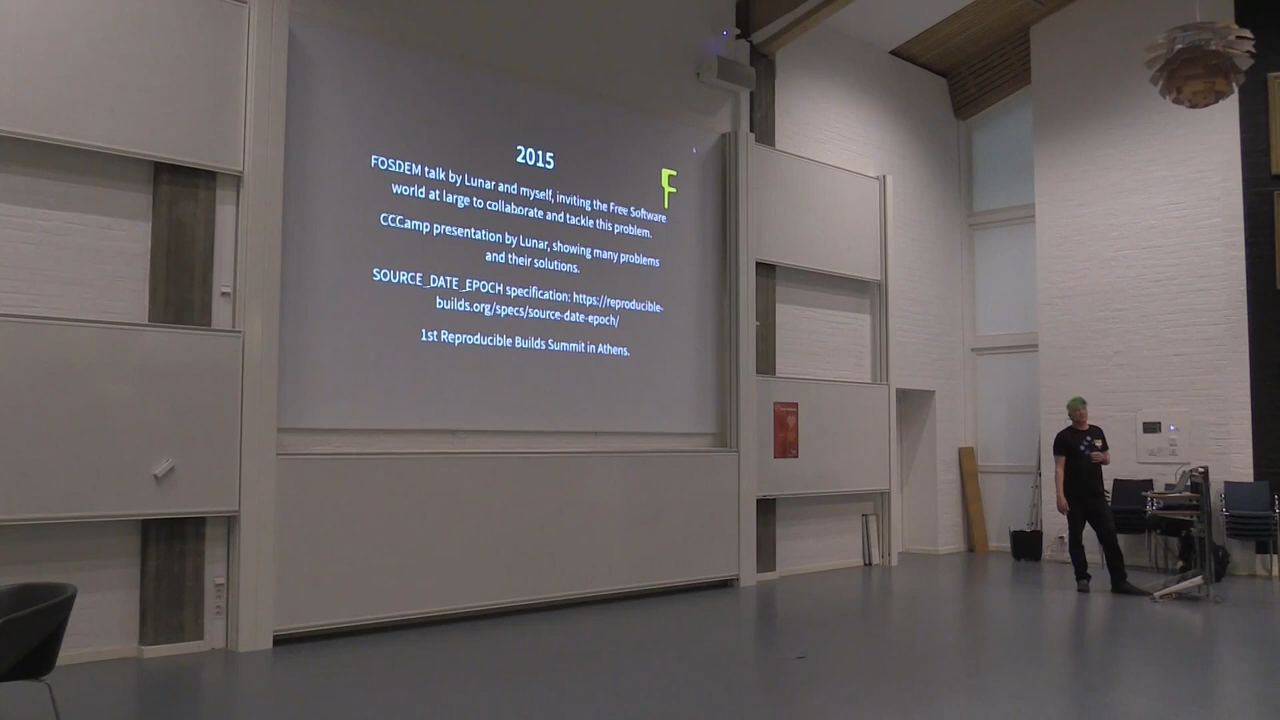 2015
FOSDEM talk by Lunar and myself, inviting the Free Software
world at large to collaborate and tackle this problem.
CCCamp presentation by Lunar, showing many problems
and their solutions.
SOURCE_DATE_EPOCH specification: https://reproducible-
builds.org/specs/source-date-epoch/
1st Reproducible Builds Summit in Athens.